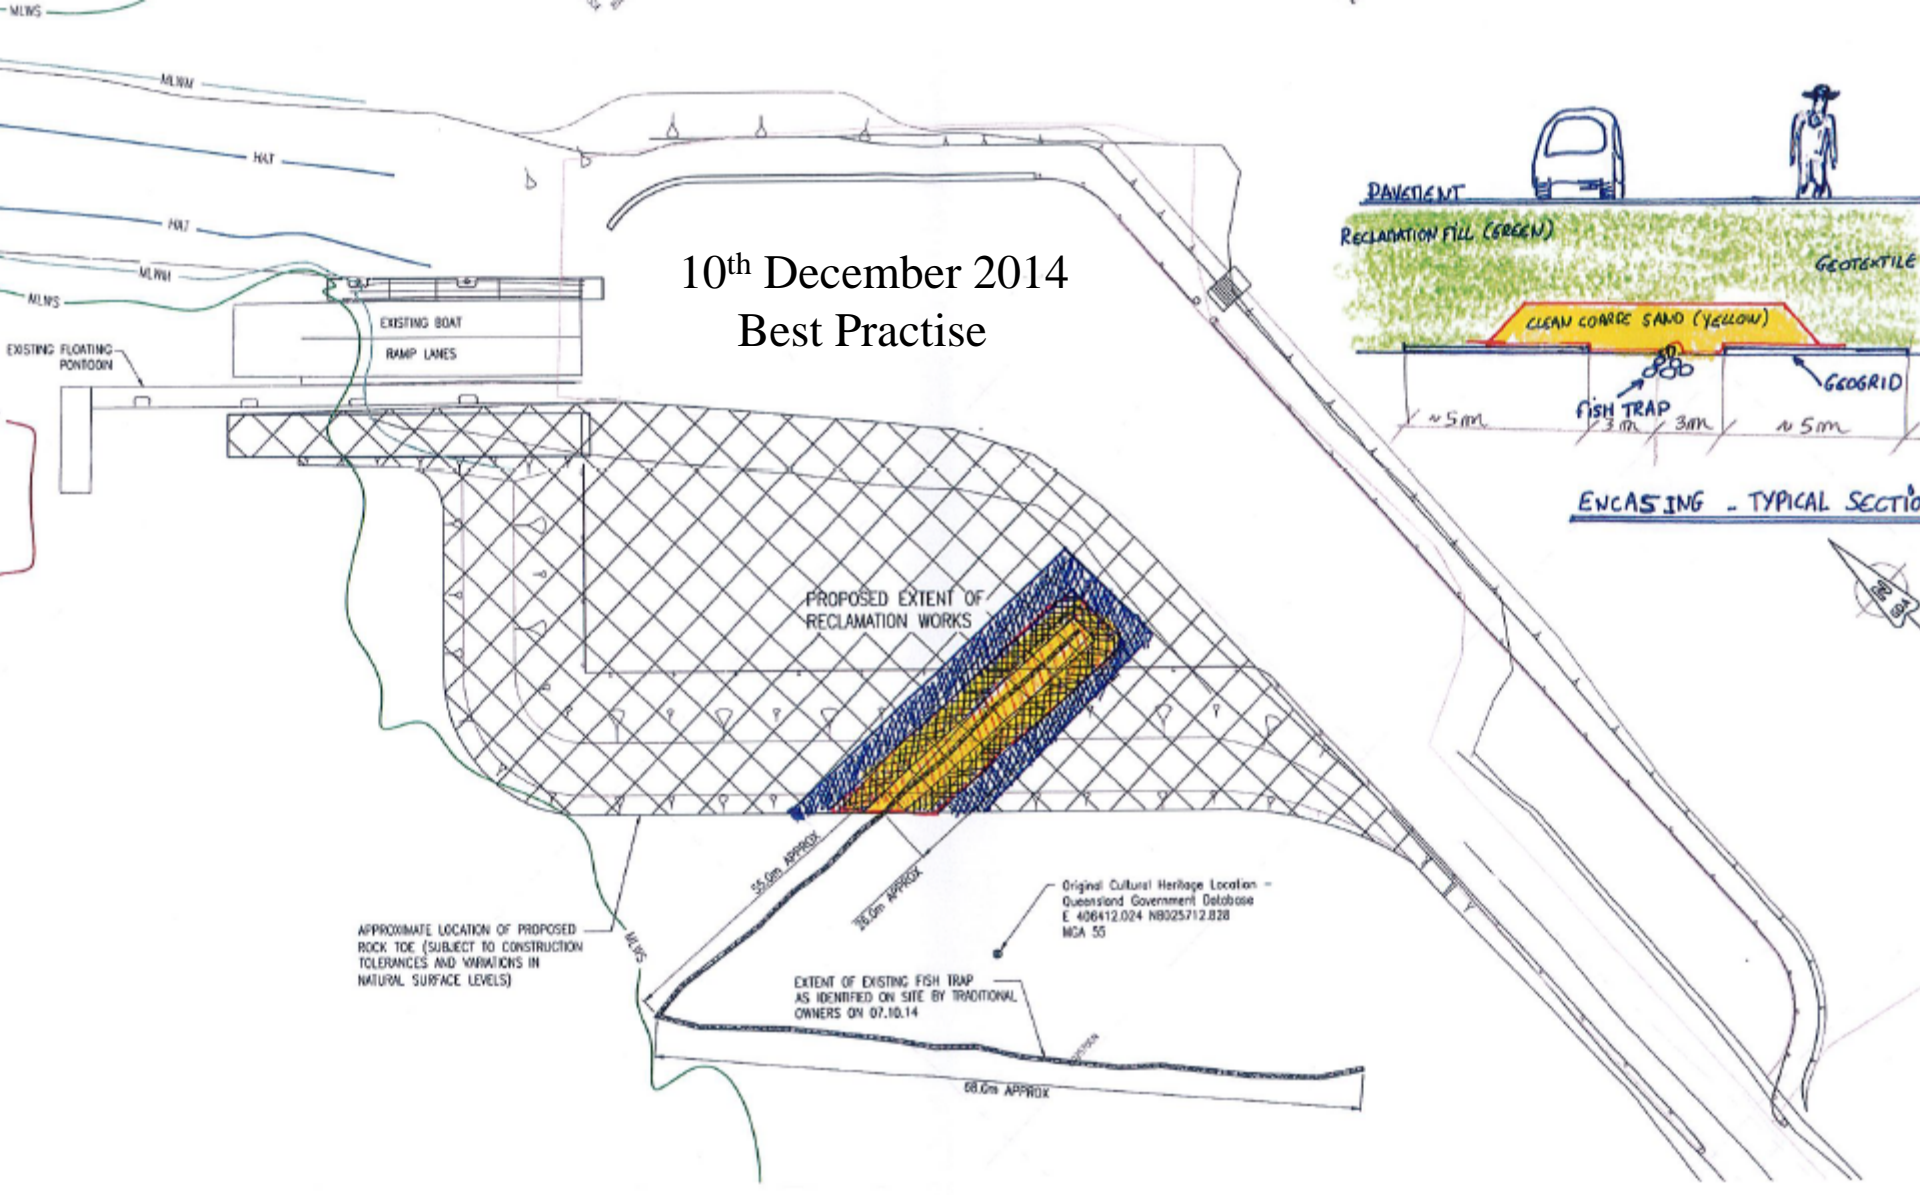 MLWS
MLWM
HAT
HAT
MLWM
MLWS
10th December 2014
Best Practise
EXISTING BOAT
RAMP LANES
EXISTING FLOATING
PONTOON
PROPOSED EXTENT OF
RECLAMATION WORKS
PAVEMENT
RECLAMATION FILL (GREEN)
GEOTEXTILE
CLEAN COARSE SAND (YELLOW)
GEOGRID
FISH TRAP
~5m
3m
3m
~5m
ENCASING - TYPICAL SECTIO
GDA
55.0m APPROX
26.0m APPROX
Original Cultural Heritage Location -
Queensland Government Database
E 406412.024 N8025712.828
MGA 55
APPROXIMATE LOCATION OF PROPOSED
ROCK TOE (SUBJECT TO CONSTRUCTION
TOLERANCES AND VARIATIONS IN
NATURAL SURFACE LEVELS)
MLWS
EXTENT OF EXISTING FISH TRAP
AS IDENTIFIED ON SITE BY TRADITIONAL
OWNERS ON 07.10.14
68.0m APPROX